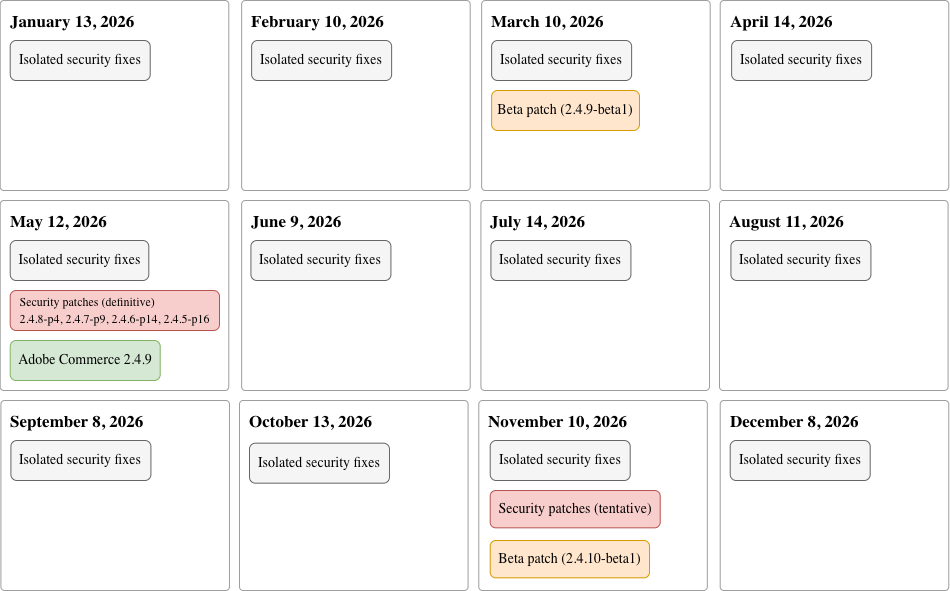 January 13, 2026
Isolated security fixes
February 10, 2026
Isolated security fixes
March 10, 2026
Isolated security fixes
Beta patch (2.4.9-beta1)
April 14, 2026
Isolated security fixes
May 12, 2026
Isolated security fixes
Security patches (definitive)
2.4.8-p4, 2.4.7-p9, 2.4.6-p14, 2.4.5-p16
Adobe Commerce 2.4.9
June 9, 2026
Isolated security fixes
July 14, 2026
Isolated security fixes
August 11, 2026
Isolated security fixes
September 8, 2026
Isolated security fixes
October 13, 2026
Isolated security fixes
November 10, 2026
Isolated security fixes
Security patches (tentative)
Beta patch (2.4.10-beta1)
December 8, 2026
Isolated security fixes